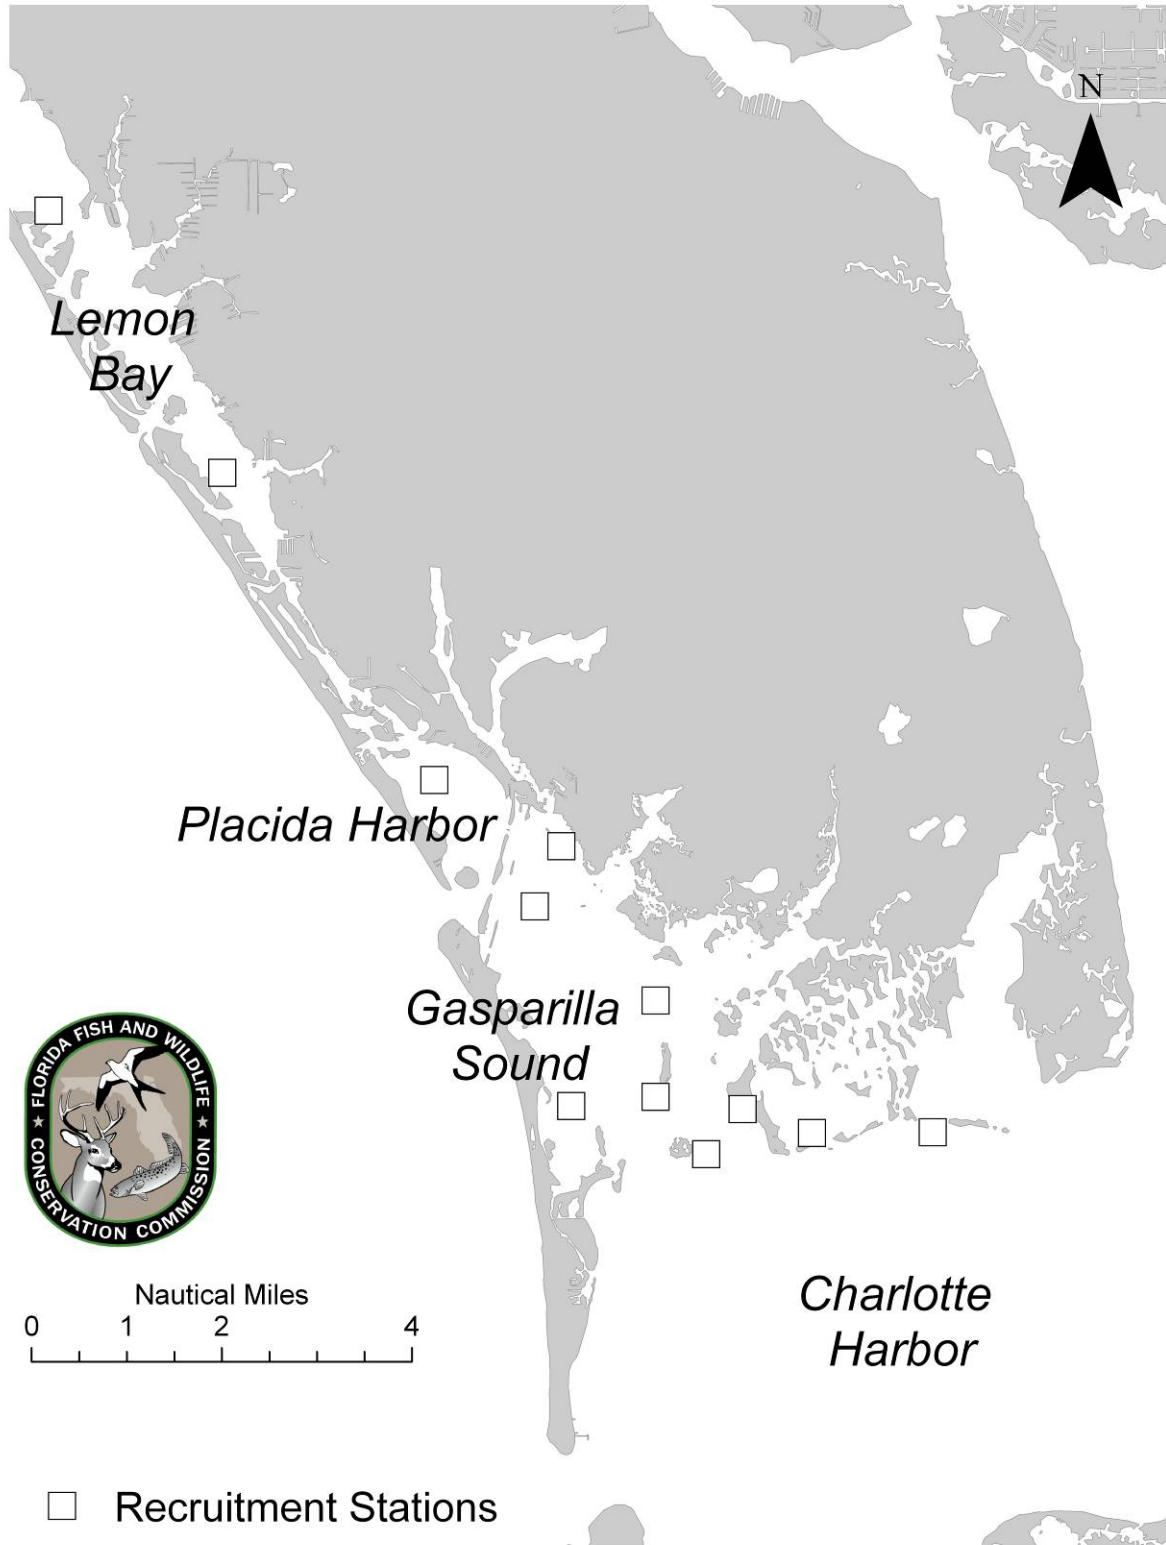 N
Lemon
Bay
Placida Harbor
Gasparilla
Sound
★ FLORIDA FISH AND WILDLIFE ★
CONSERVATION COMMISSION
Nautical Miles
0 1 2 4
Charlotte
Harbor
Recruitment Stations